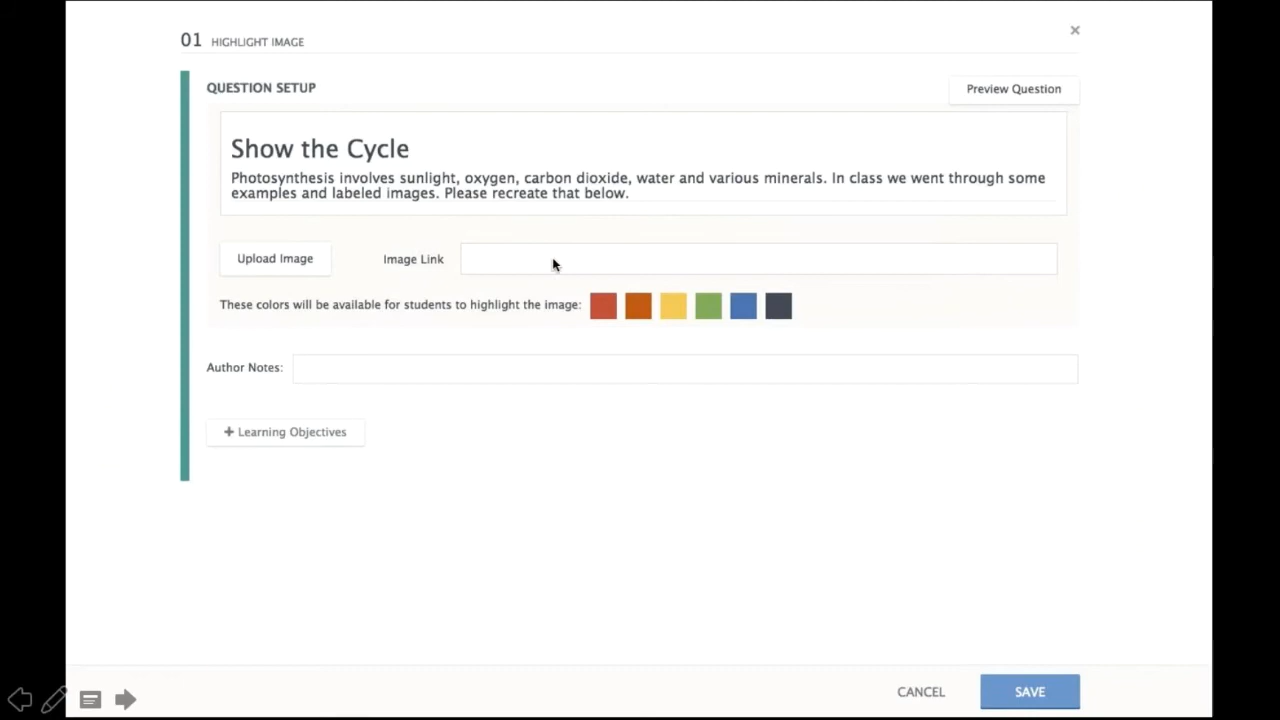 01 HIGHLIGHT IMAGE
×
QUESTION SETUP
Preview Question
Show the Cycle
Photosynthesis involves sunlight, oxygen, carbon dioxide, water and various minerals. In class we went through some
examples and labeled images. Please recreate that below.
Upload Image
Image Link
These colors will be available for students to highlight the image:
Author Notes:
+ Learning Objectives
CANCEL
SAVE